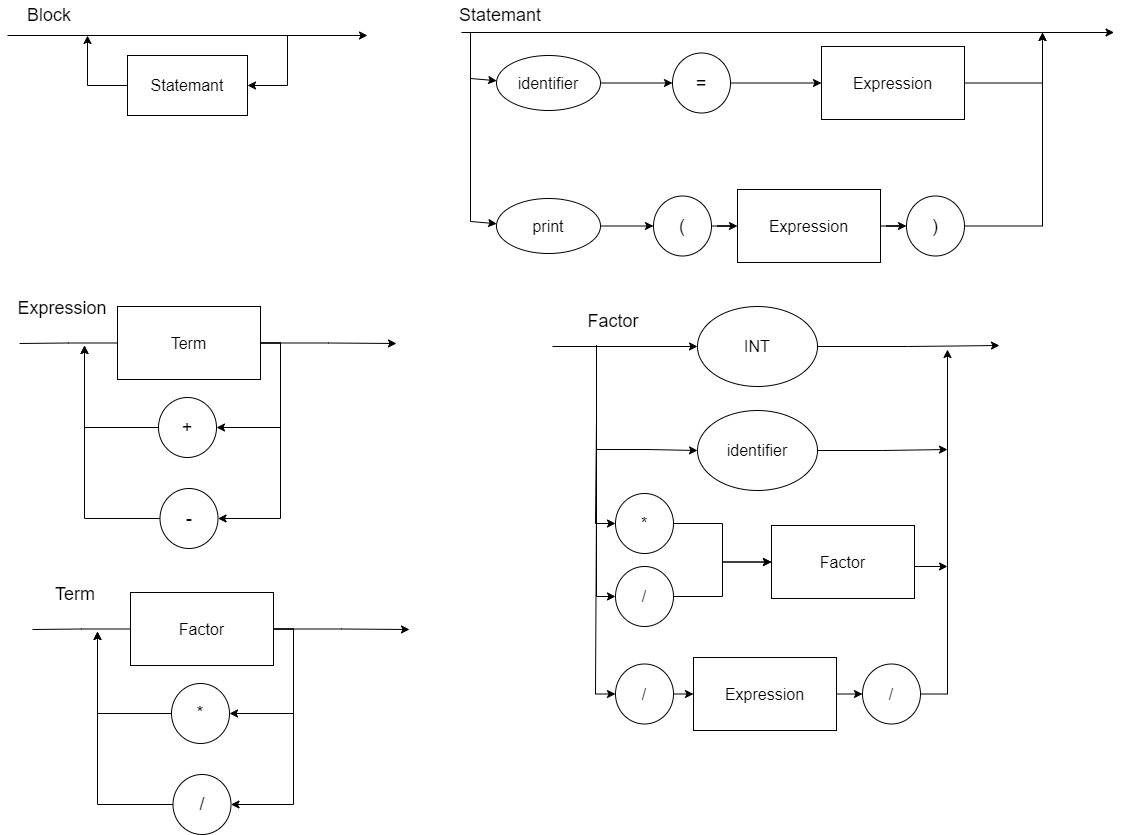 Block
Statemant
Statemant
identifier
=
Expression
print
(
Expression
)
Expression
Term
+
-
Term
Factor
*
/
Factor
INT
identifier
*
/
Factor
/
Expression
/